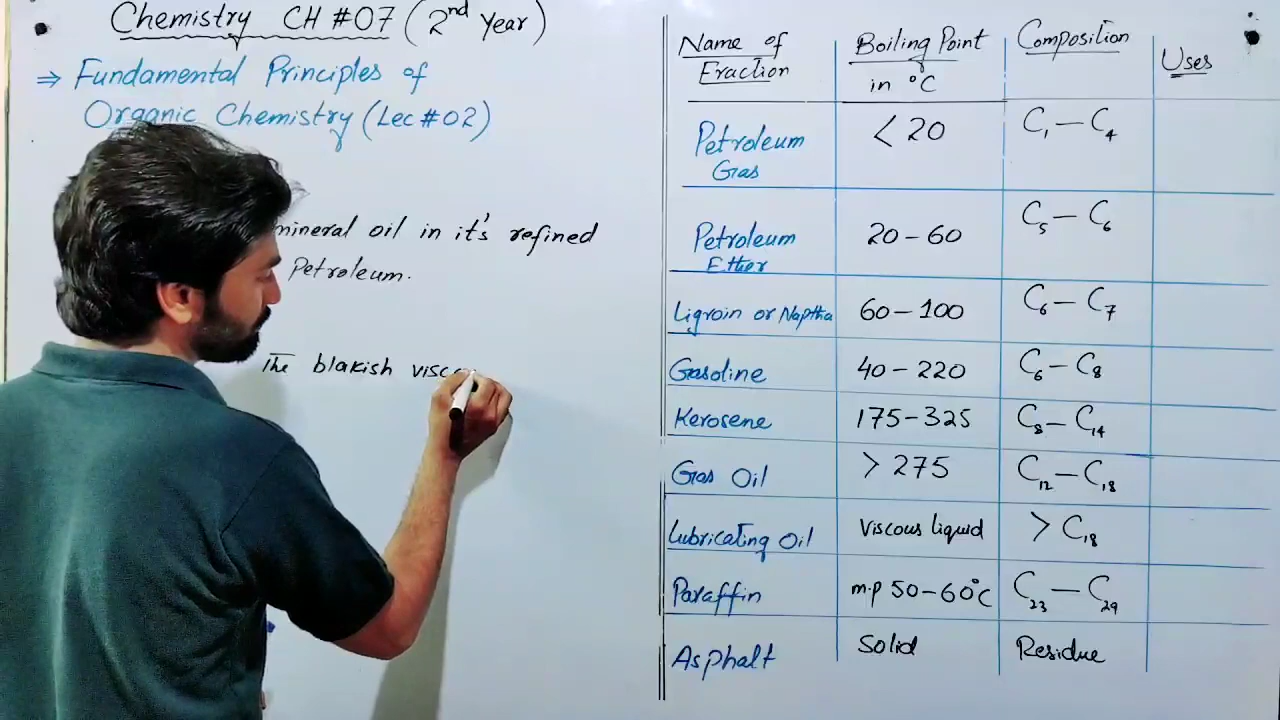 Chemistry CH #07 (2nd Year)
⇒ Fundamental Principles of
Organic Chemistry (Lec #02)
mineral oil in it's refined
Petroleum.
The blakish visco
Name of Fraction | Boiling Point in °C | Composition | Uses
Petroleum Gas | < 20 | C₁ — C₄
Petroleum Ether | 20 – 60 | C₅ — C₆
Ligroin or Naptha | 60 – 100 | C₆ — C₇
Gasoline | 40 – 220 | C₆ — C₈
Kerosene | 175 – 325 | C₈ — C₁₄
Gas Oil | > 275 | C₁₂ — C₁₈
Lubricating Oil | Viscous liquid | > C₁₈
Paraffin | m.p 50 – 60°C | C₂₃ — C₂₉
Asphalt | Solid | Residue